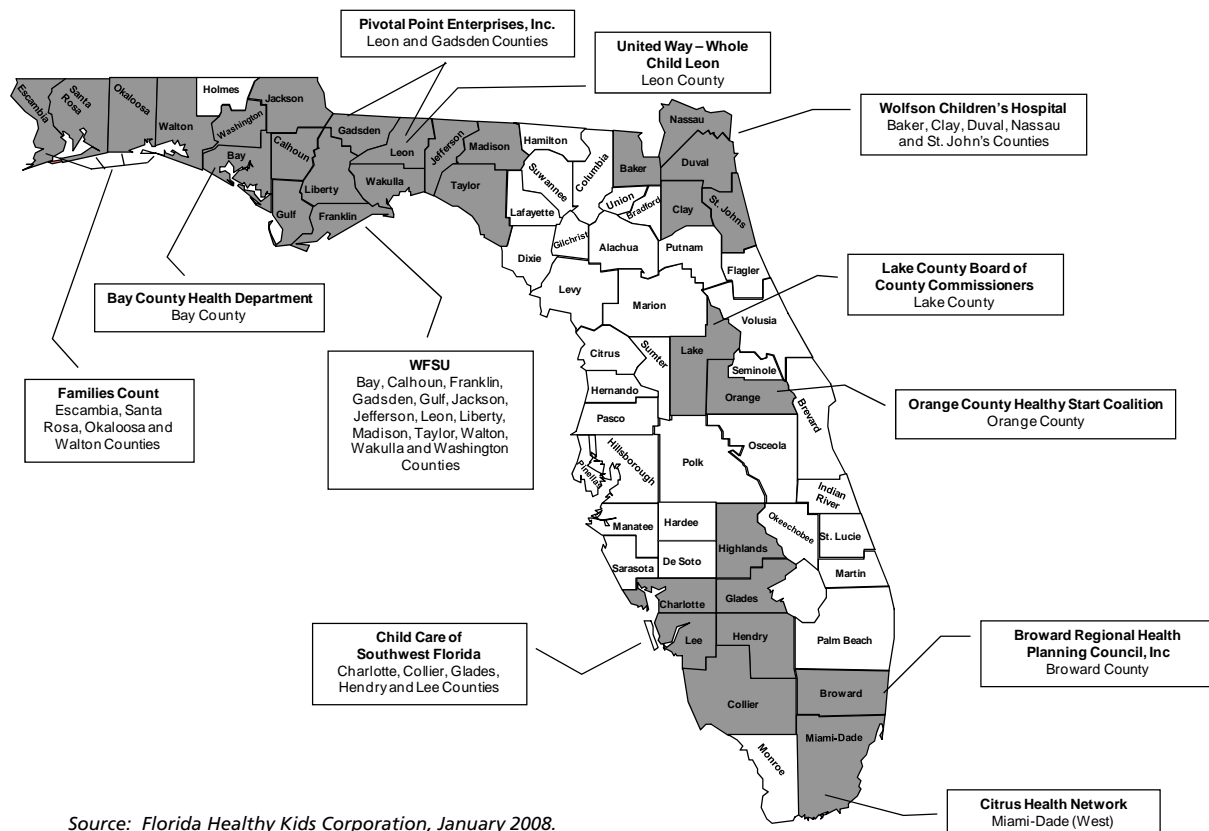 Pivotal Point Enterprises, Inc.
Leon and Gadsden Counties
United Way – Whole
Child Leon
Leon County
Wolfson Children's Hospital
Baker, Clay, Duval, Nassau
and St. John's Counties
Lake County Board of
County Commissioners
Lake County
Orange County Healthy Start Coalition
Orange County
Broward Regional Health
Planning Council, Inc
Broward County
Citrus Health Network
Miami-Dade (West)
Bay County Health Department
Bay County
Families Count
Escambia, Santa
Rosa, Okaloosa and
Walton Counties
WFSU
Bay, Calhoun, Franklin,
Gadsden, Gulf, Jackson,
Jefferson, Leon, Liberty,
Madison, Taylor, Walton,
Wakulla and Washington
Counties
Child Care of
Southwest Florida
Charlotte, Collier, Glades,
Hendry and Lee Counties
Escambia
Santa
Rosa
Okaloosa
Walton
Holmes
Washington
Jackson
Bay
Calhoun
Gulf
Liberty
Franklin
Gadsden
Leon
Wakulla
Jefferson
Madison
Taylor
Hamilton
Suwannee
Lafayette
Dixie
Columbia
Baker
Union
Bradford
Gilchrist
Alachua
Levy
Nassau
Duval
Clay
St. Johns
Putnam
Flagler
Marion
Volusia
Citrus
Sumter
Lake
Seminole
Orange
Hernando
Pasco
Brevard
Hillsborough
Pinellas
Polk
Osceola
Indian
River
Manatee
Hardee
Highlands
Okeechobee
St. Lucie
Sarasota
De Soto
Martin
Charlotte
Glades
Lee
Hendry
Palm Beach
Collier
Broward
Miami-Dade
Monroe
Source: Florida Healthy Kids Corporation, January 2008.